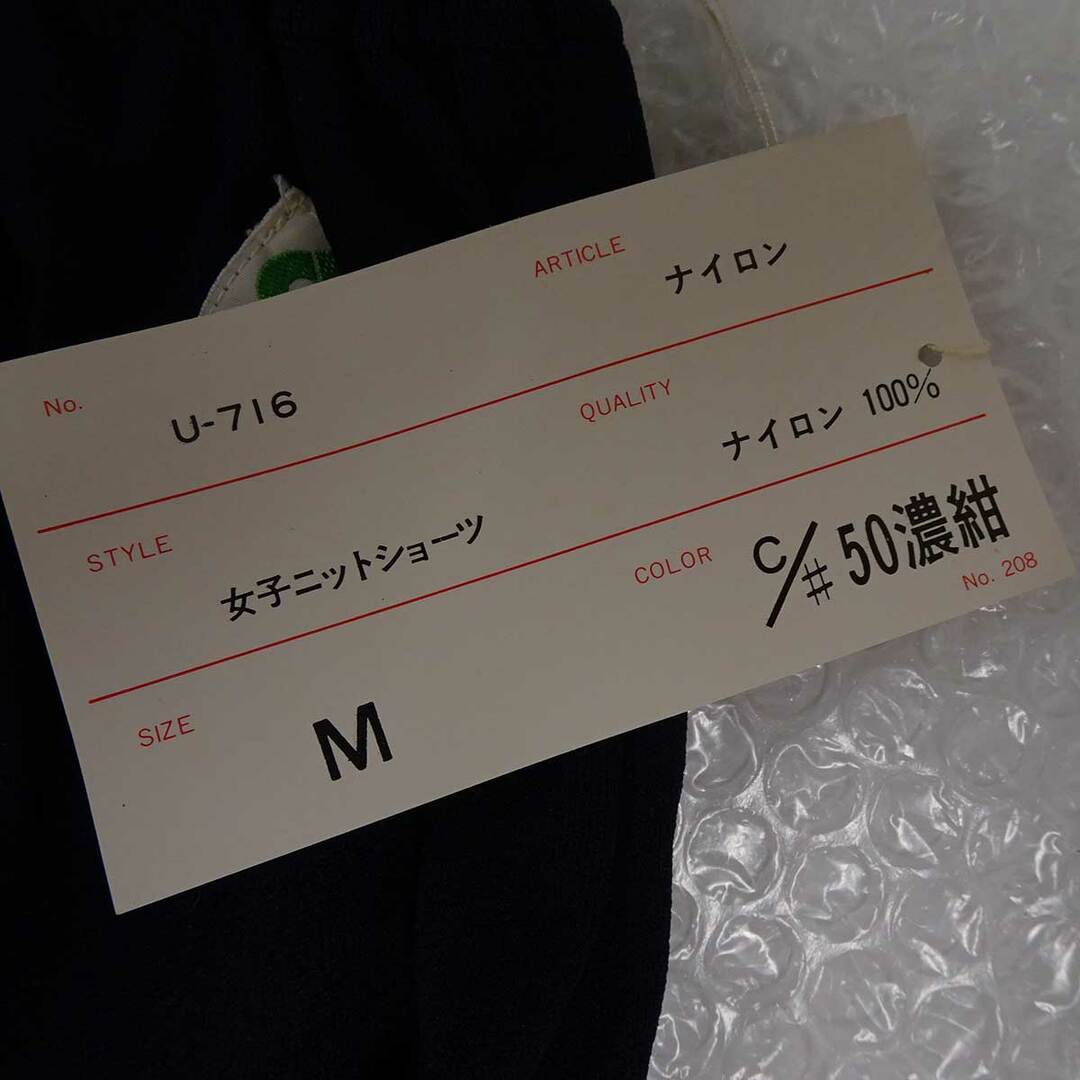 No. U-716
ARTICLE ナイロン
STYLE 女子ニットショーツ
QUALITY ナイロン 100%
SIZE M
COLOR C/# 50濃紺
No. 208